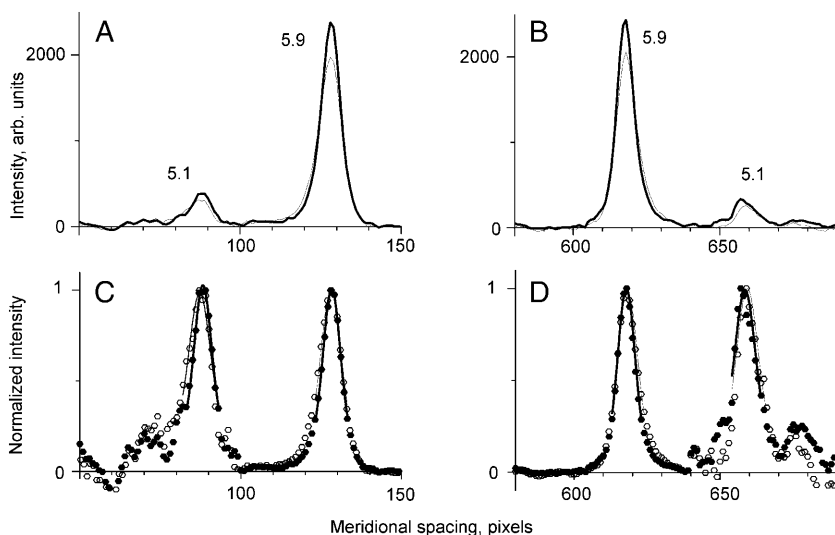 A
B
5.9
5.9
2000
2000
5.1
5.1
Intensity, arb. units
0
0
100
150
600
650
C
D
1
1
Normalized intensity
0
0
100
150
600
650
Meridional spacing, pixels